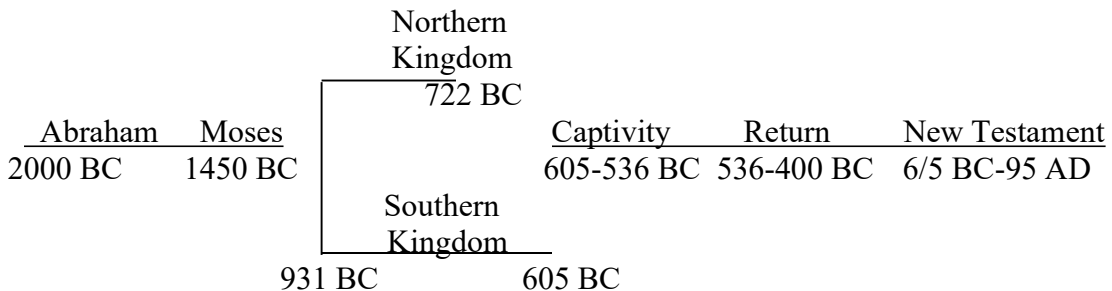 Northern
Kingdom
722 BC
Abraham Moses Captivity Return New Testament
2000 BC 1450 BC 605-536 BC 536-400 BC 6/5 BC-95 AD
Southern
Kingdom
931 BC 605 BC